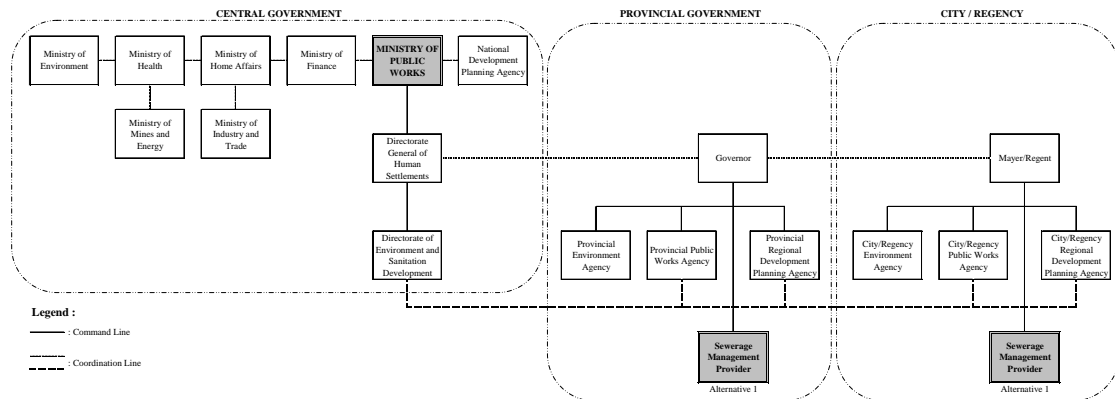 CENTRAL GOVERNMENT
PROVINCIAL GOVERNMENT
CITY / REGENCY
Ministry of
Environment
Ministry of
Health
Ministry of
Home Affairs
Ministry of
Finance
MINISTRY OF
PUBLIC
WORKS
National
Development
Planning Agency
Ministry of
Mines and
Energy
Ministry of
Industry and
Trade
Directorate
General of
Human
Settlements
Governor
Mayer/Regent
Directorate of
Environment and
Sanitation
Development
Provincial
Environment
Agency
Provincial Public
Works Agency
Provincial
Regional
Development
Planning Agency
City/Regency
Environment
Agency
City/Regency
Public Works
Agency
City/Regency
Regional
Development
Planning Agency
Legend :
: Command Line
: Coordination Line
Sewerage
Management
Provider
Alternative 1
Sewerage
Management
Provider
Alternative 1